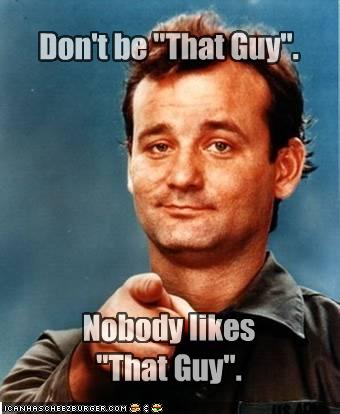 Don't be "That Guy".
Nobody likes
"That Guy".
ICANHASCHEEZBURGER.COM